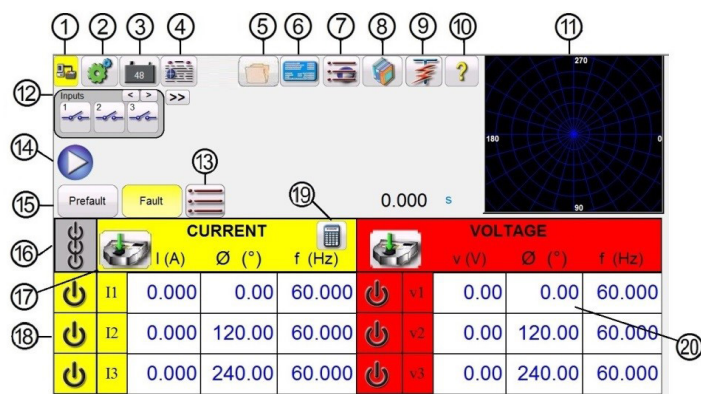 1 2 3 4 5 6 7 8 9 10 11
48
?
270
180
0
90
12
Inputs < > >>
1 2 3
14
13
15 Prefault Fault
0.000 s
19
16
CURRENT VOLTAGE
I (A) Ø (°) f (Hz) v (V) Ø (°) f (Hz)
17
I1 0.000 0.00 60.000 v1 0.00 0.00 60.000
18 I2 0.000 120.00 60.000 v2 0.00 120.00 60.000
20
I3 0.000 240.00 60.000 v3 0.00 240.00 60.000